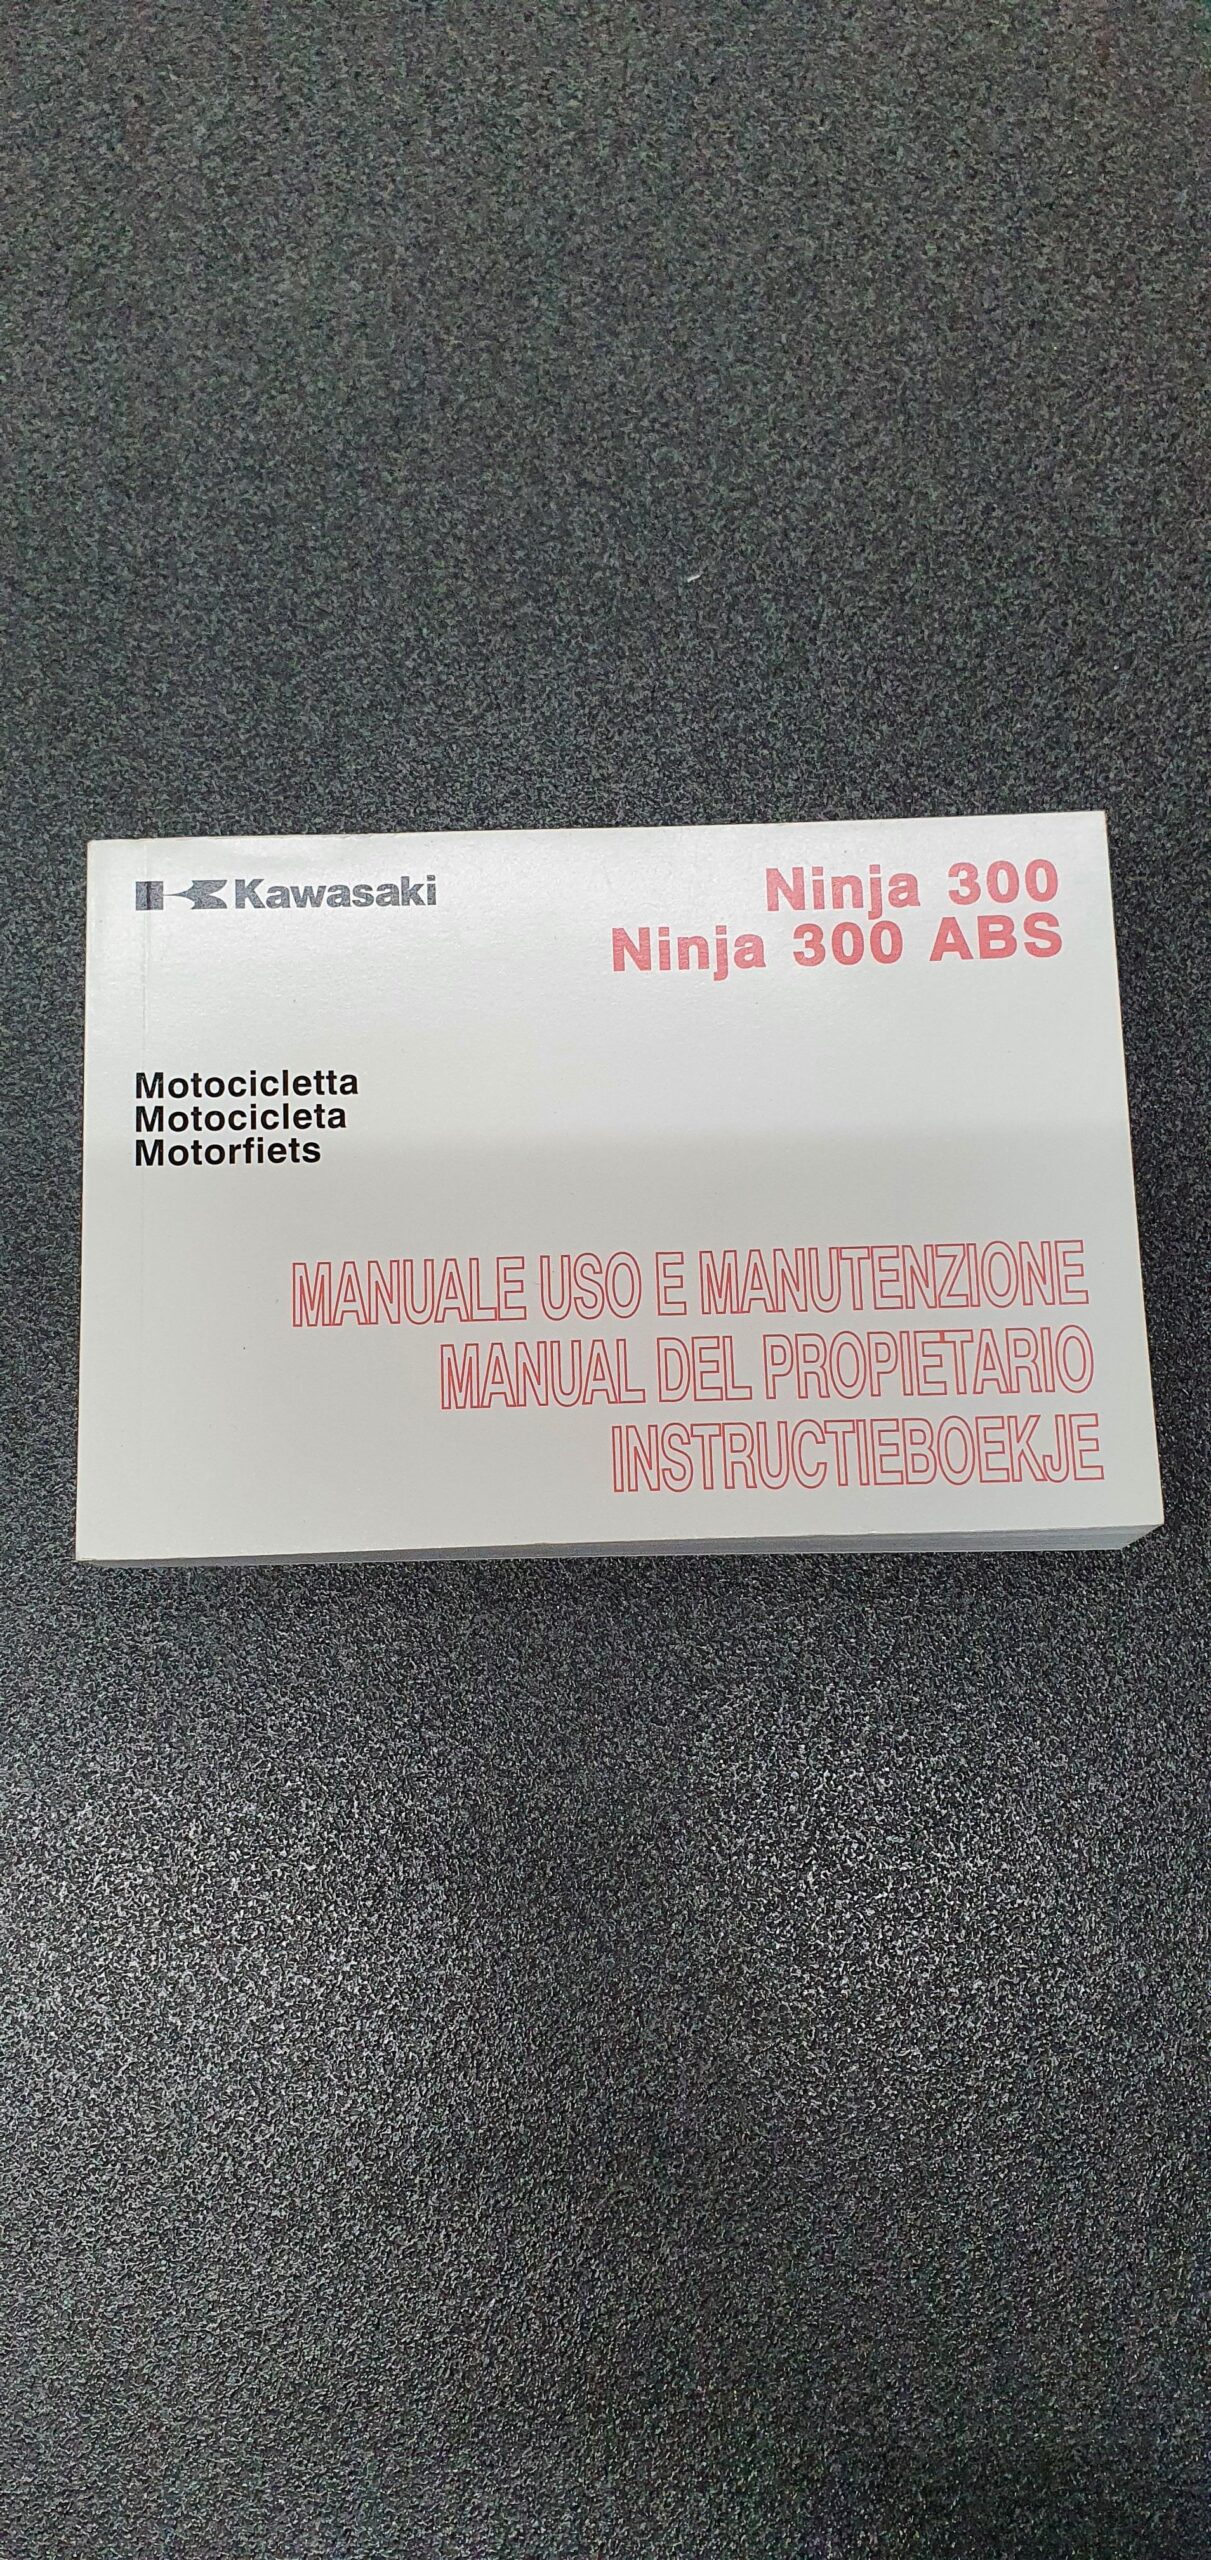 Kawasaki
Ninja 300
Ninja 300 ABS
Motocicletta
Motocicleta
Motorfiets
MANUALE USO E MANUTENZIONE
MANUAL DEL PROPIETARIO
INSTRUCTIEBOEKJE